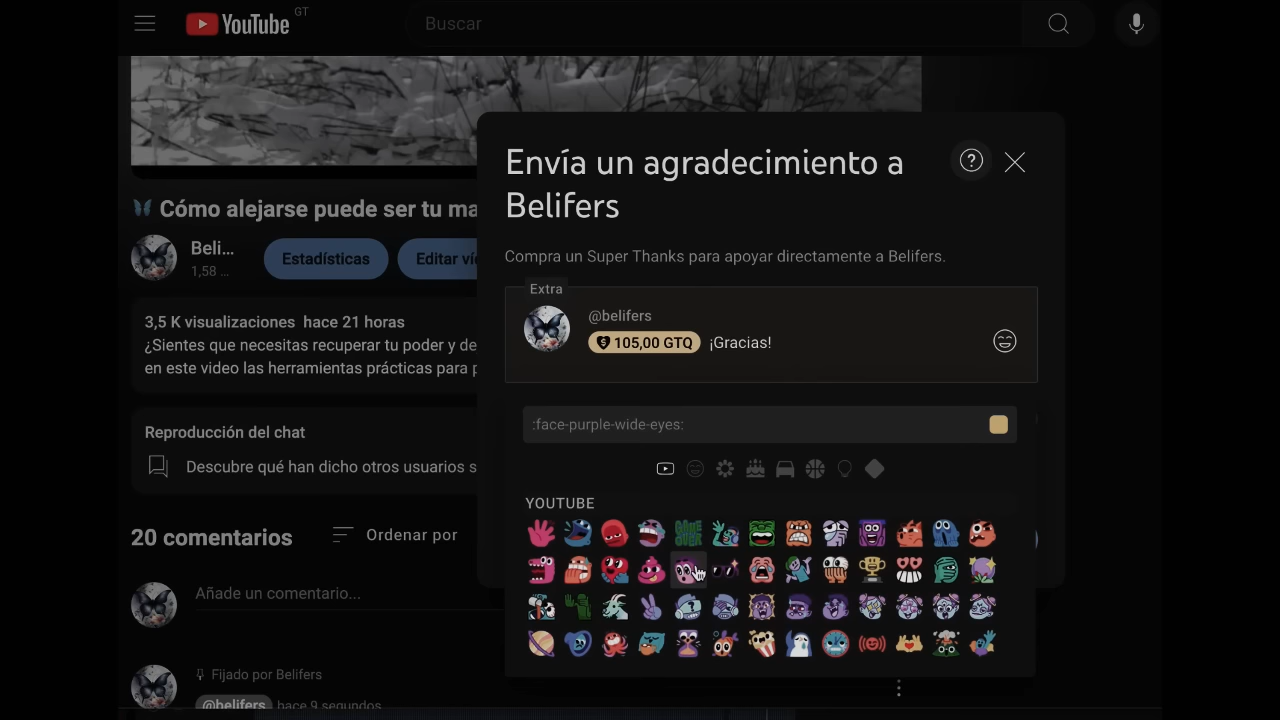 YouTube GT
Buscar
Envía un agradecimiento a
Belifers
🦋 Cómo alejarse puede ser tu ma
Beli...
1,58 ...
Estadísticas
Editar ví
Compra un Super Thanks para apoyar directamente a Belifers.
Extra
@belifers
105,00 GTQ ¡Gracias!
3,5 K visualizaciones hace 21 horas
¿Sientes que necesitas recuperar tu poder y de
en este video las herramientas prácticas para p
:face-purple-wide-eyes:
Reproducción del chat
Descubre qué han dicho otros usuarios s
YOUTUBE
20 comentarios
Ordenar por
Añade un comentario...
Fijado por Belifers
@belifers hace 9 segundos